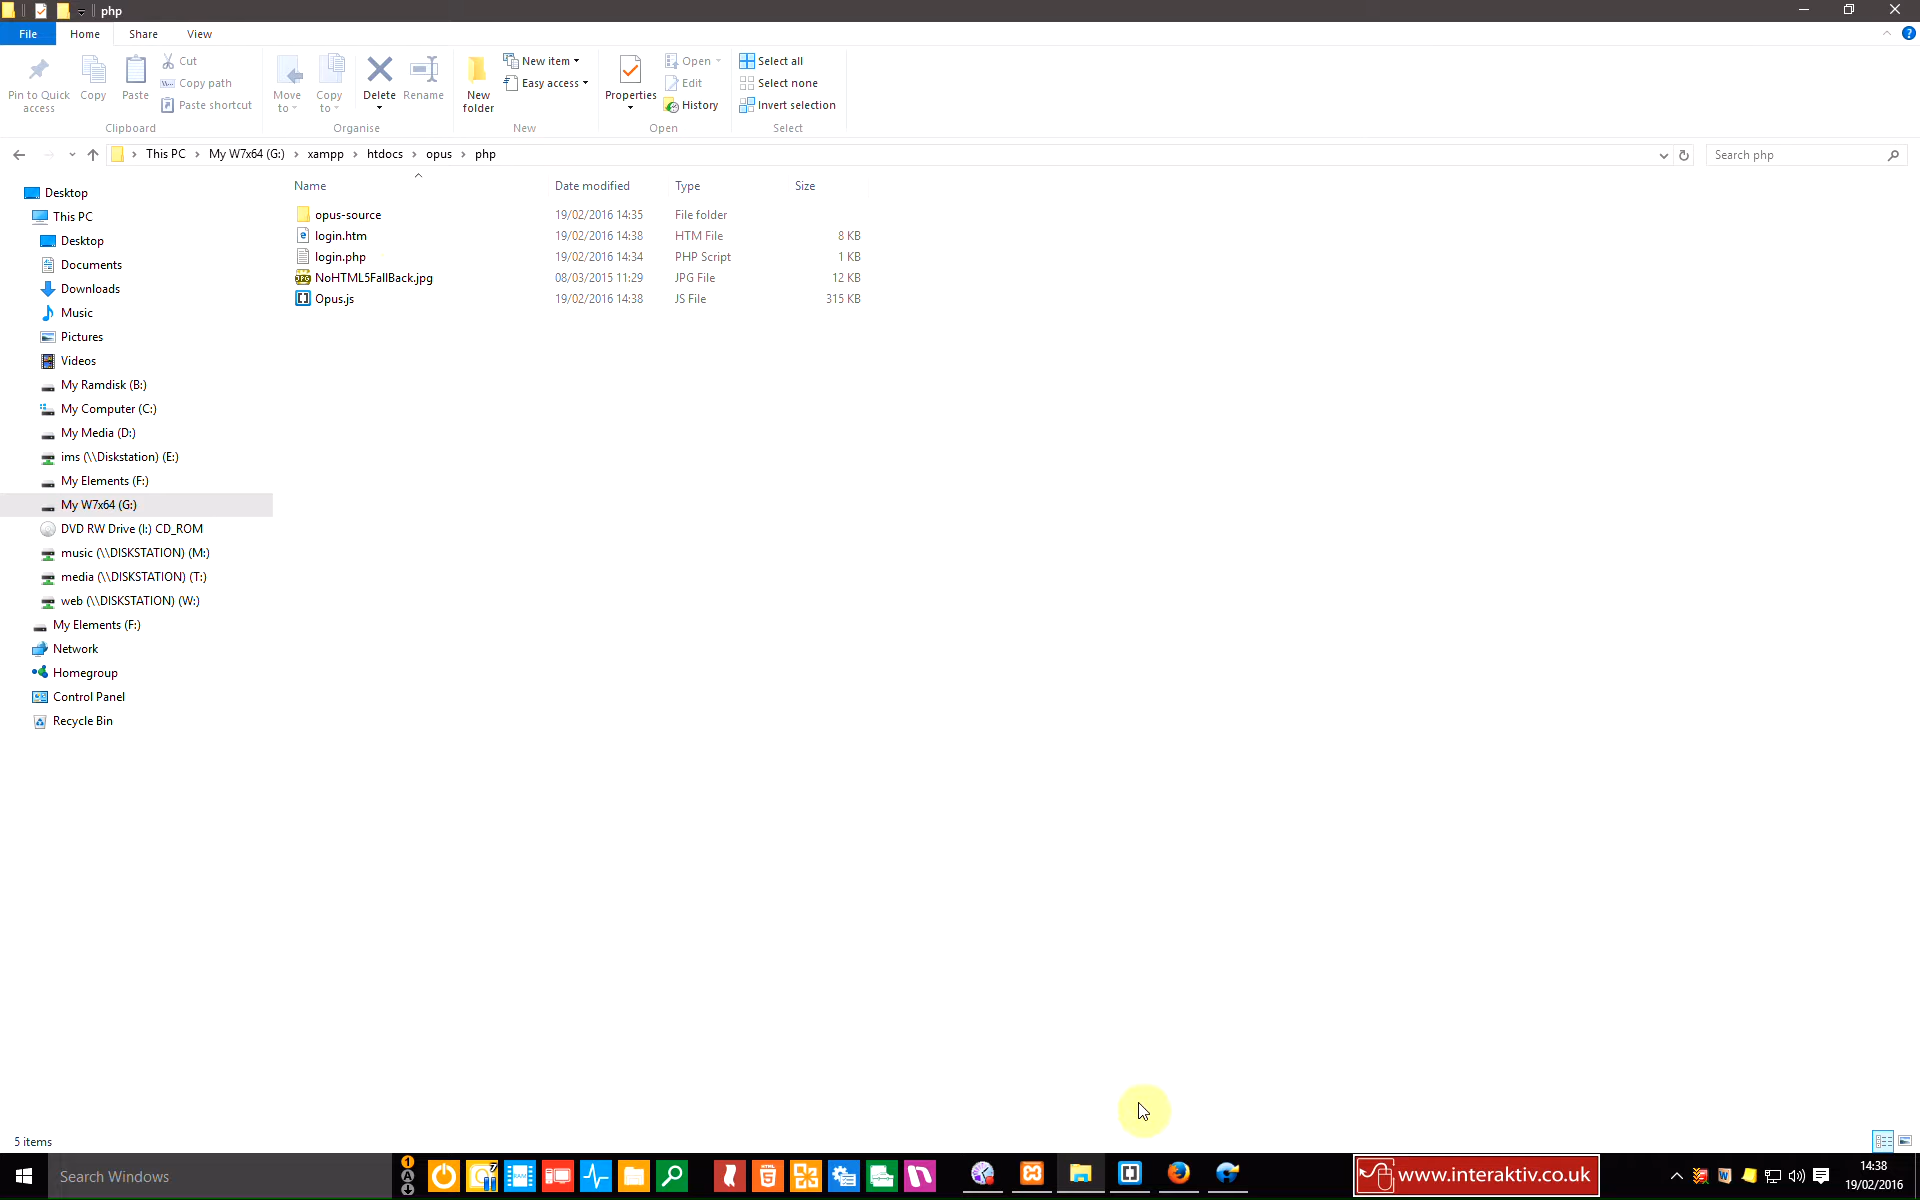 php
File Home Share View
Pin to Quick access
Copy
Paste
Cut
Copy path
Paste shortcut
Clipboard
Move to
Copy to
Delete
Rename
Organise
New folder
New item
Easy access
New
Properties
Open
Edit
History
Open
Select all
Select none
Invert selection
Select
This PC › My W7x64 (G:) › xampp › htdocs › opus › php
Search php
Name Date modified Type Size
opus-source 19/02/2016 14:35 File folder
login.htm 19/02/2016 14:38 HTM File 8 KB
login.php 19/02/2016 14:34 PHP Script 1 KB
NoHTML5FallBack.jpg 08/03/2015 11:29 JPG File 12 KB
Opus.js 19/02/2016 14:38 JS File 315 KB
Desktop
This PC
Desktop
Documents
Downloads
Music
Pictures
Videos
My Ramdisk (B:)
My Computer (C:)
My Media (D:)
ims (\\Diskstation) (E:)
My Elements (F:)
My W7x64 (G:)
DVD RW Drive (I:) CD_ROM
music (\\DISKSTATION) (M:)
media (\\DISKSTATION) (T:)
web (\\DISKSTATION) (W:)
My Elements (F:)
Network
Homegroup
Control Panel
Recycle Bin
5 items
Search Windows
www.interaktiv.co.uk
14:38
19/02/2016